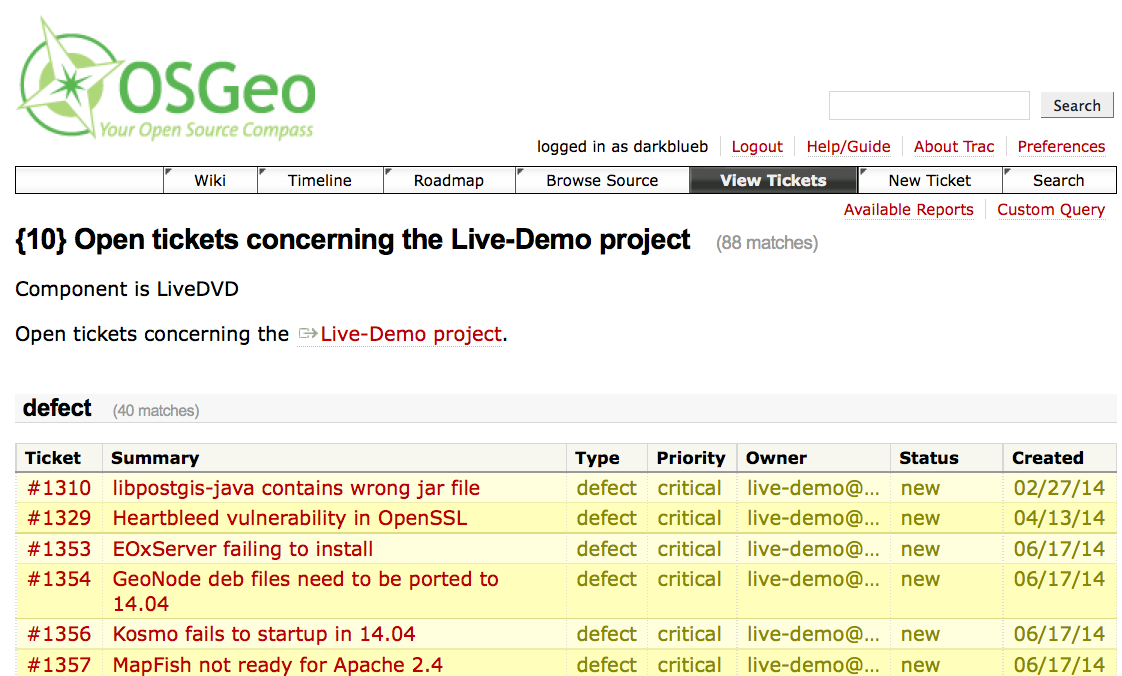 OSGeo
Your Open Source Compass
Search
logged in as darkblueb Logout Help/Guide About Trac Preferences
Wiki Timeline Roadmap Browse Source View Tickets New Ticket Search
Available Reports Custom Query
{10} Open tickets concerning the Live-Demo project (88 matches)
Component is LiveDVD
Open tickets concerning the Live-Demo project.
defect (40 matches)
Ticket Summary Type Priority Owner Status Created
#1310 libpostgis-java contains wrong jar file defect critical live-demo@... new 02/27/14
#1329 Heartbleed vulnerability in OpenSSL defect critical live-demo@... new 04/13/14
#1353 EOxServer failing to install defect critical live-demo@... new 06/17/14
#1354 GeoNode deb files need to be ported to defect critical live-demo@... new 06/17/14
14.04
#1356 Kosmo fails to startup in 14.04 defect critical live-demo@... new 06/17/14
#1357 MapFish not ready for Apache 2.4 defect critical live-demo@... new 06/17/14